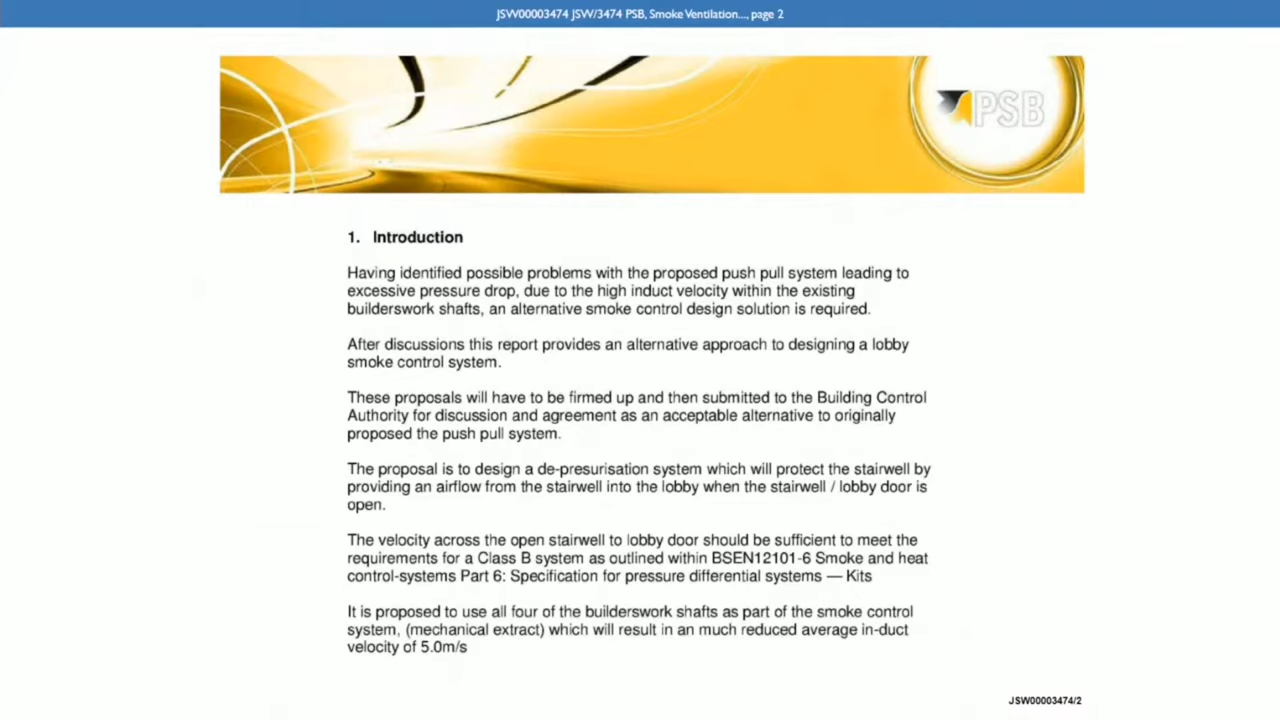 JSW00003474 JSW/3474 PSB, Smoke Ventilation..., page 2
PSB
1. Introduction
Having identified possible problems with the proposed push pull system leading to
excessive pressure drop, due to the high induct velocity within the existing
builderswork shafts, an alternative smoke control design solution is required.
After discussions this report provides an alternative approach to designing a lobby
smoke control system.
These proposals will have to be firmed up and then submitted to the Building Control
Authority for discussion and agreement as an acceptable alternative to originally
proposed the push pull system.
The proposal is to design a de-presurisation system which will protect the stairwell by
providing an airflow from the stairwell into the lobby when the stairwell / lobby door is
open.
The velocity across the open stairwell to lobby door should be sufficient to meet the
requirements for a Class B system as outlined within BSEN12101-6 Smoke and heat
control-systems Part 6: Specification for pressure differential systems — Kits
It is proposed to use all four of the builderswork shafts as part of the smoke control
system, (mechanical extract) which will result in an much reduced average in-duct
velocity of 5.0m/s
JSW00003474/2